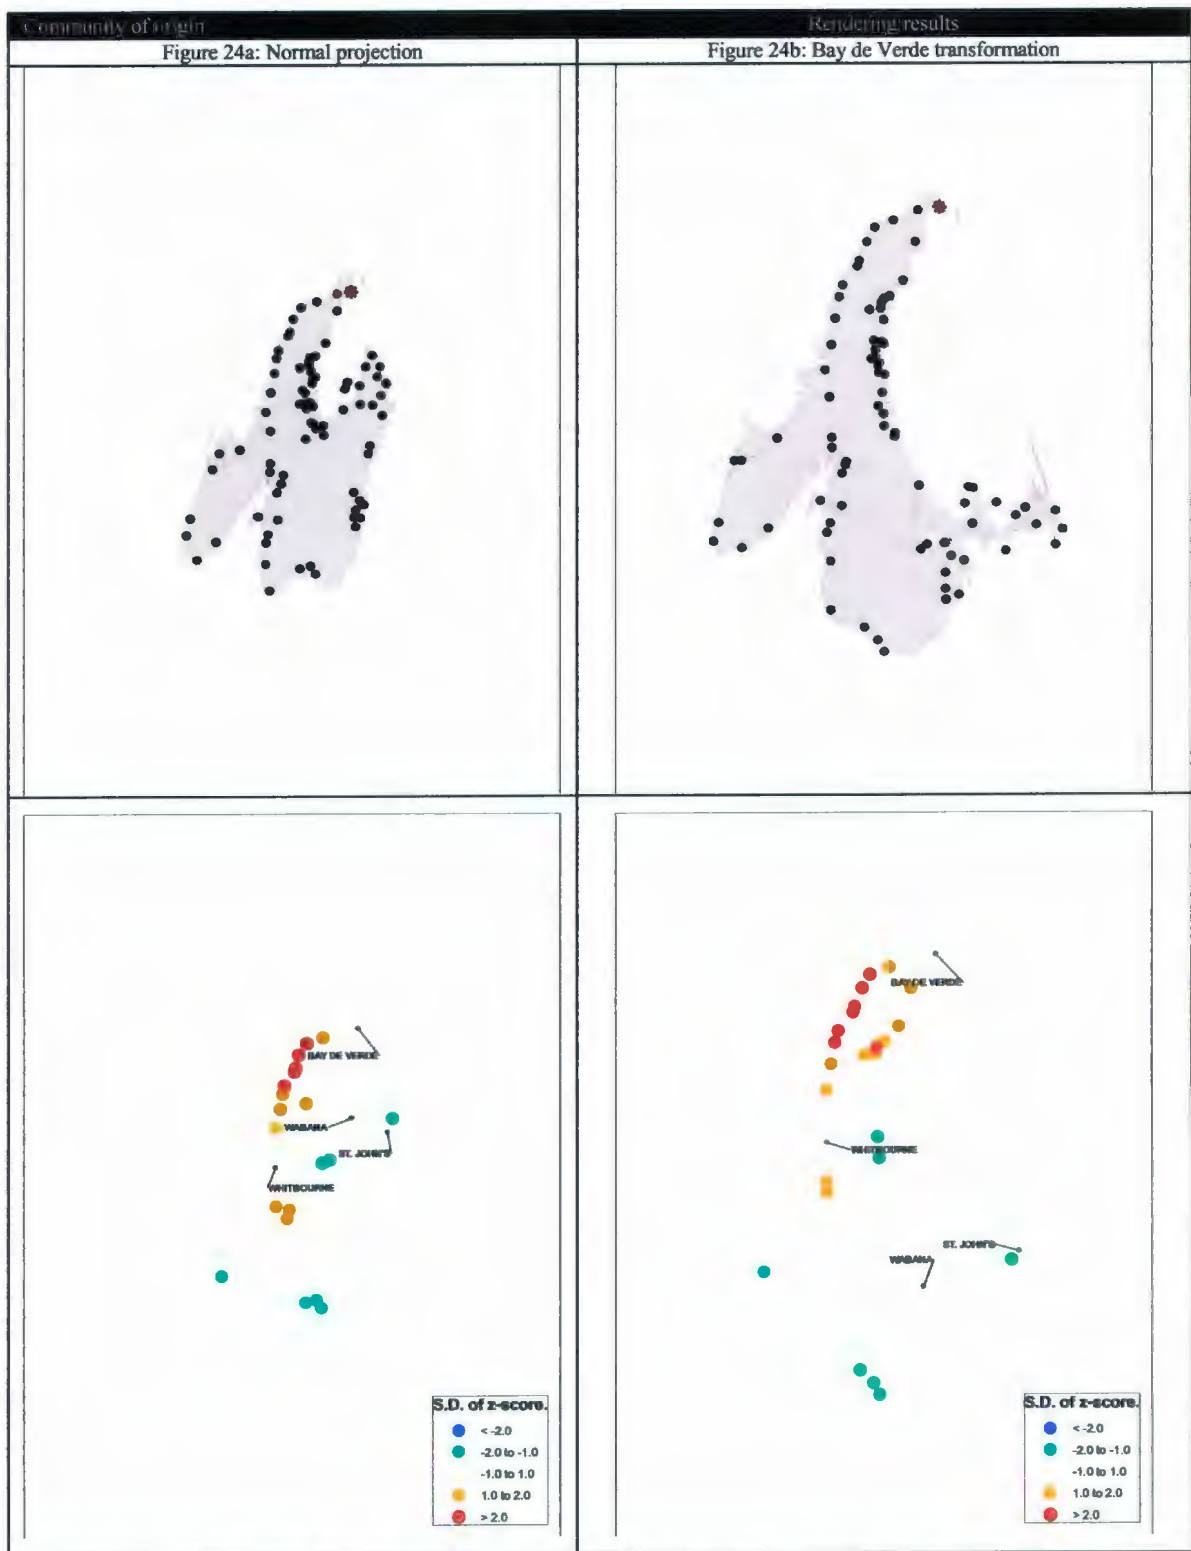 Community of origin
Rendering results
Figure 24a: Normal projection
Figure 24b: Bay de Verde transformation
BAY DE VERDE
WABANA
ST. JOHN'S
WHITBOURNE
S.D. of z-score.
< -2.0
-2.0 to -1.0
-1.0 to 1.0
1.0 to 2.0
> 2.0
BAY DE VERDE
WHITBOURNE
ST. JOHN'S
WABANA
S.D. of z-score.
< -2.0
-2.0 to -1.0
-1.0 to 1.0
1.0 to 2.0
> 2.0